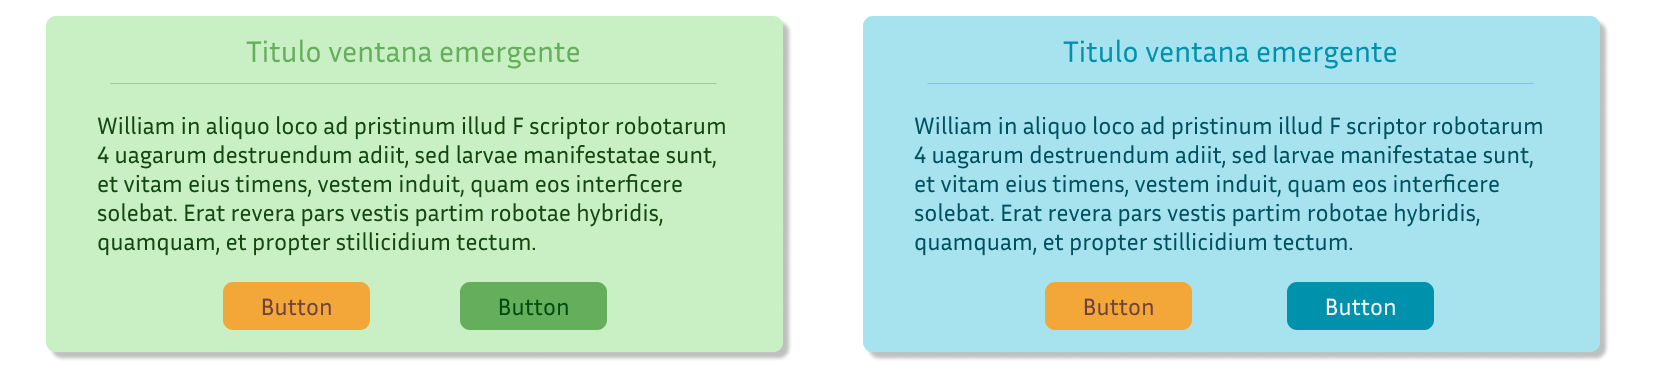 Titulo ventana emergente
William in aliquo loco ad pristinum illud F scriptor robotarum
4 uagarum destruendum adiit, sed larvae manifestatae sunt,
et vitam eius timens, vestem induit, quam eos interficere
solebat. Erat revera pars vestis partim robotae hybridis,
quamquam, et propter stillicidium tectum.
Button
Button
Titulo ventana emergente
William in aliquo loco ad pristinum illud F scriptor robotarum
4 uagarum destruendum adiit, sed larvae manifestatae sunt,
et vitam eius timens, vestem induit, quam eos interficere
solebat. Erat revera pars vestis partim robotae hybridis,
quamquam, et propter stillicidium tectum.
Button
Button